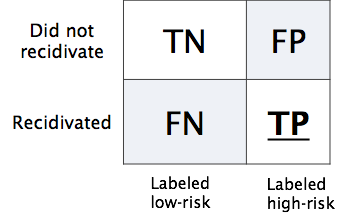 Did not
recidivate
TN
FP
Recidivated
FN
TP
Labeled
low-risk
Labeled
high-risk